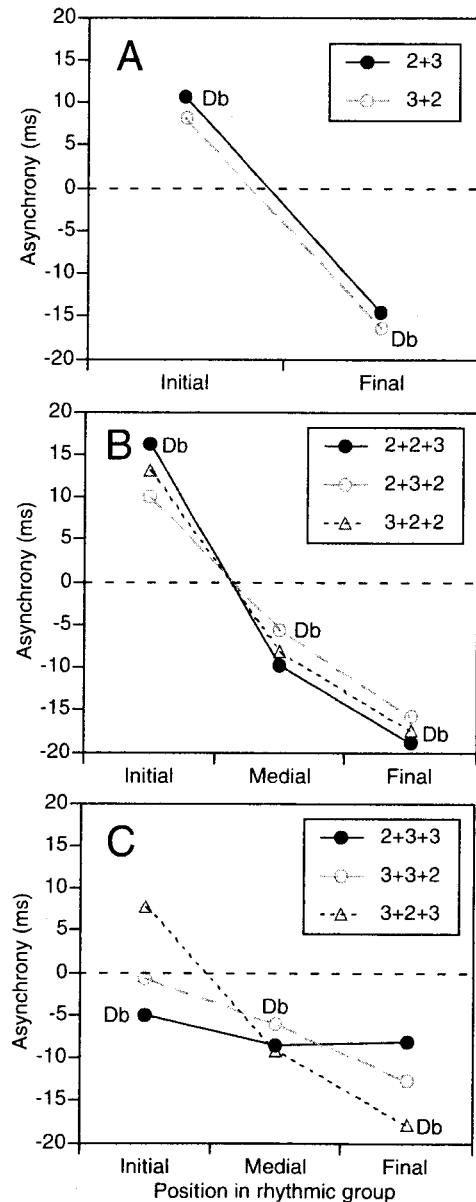 A
2+3
3+2
Asynchrony (ms)
20
15
10
5
0
-5
-10
-15
-20
Db
Db
Initial Final
B
2+2+3
2+3+2
3+2+2
Asynchrony (ms)
20
15
10
5
0
-5
-10
-15
-20
Db
Db
Db
Initial Medial Final
C
2+3+3
3+3+2
3+2+3
Asynchrony (ms)
20
15
10
5
0
-5
-10
-15
-20
Db
Db
Db
Initial Medial Final
Position in rhythmic group